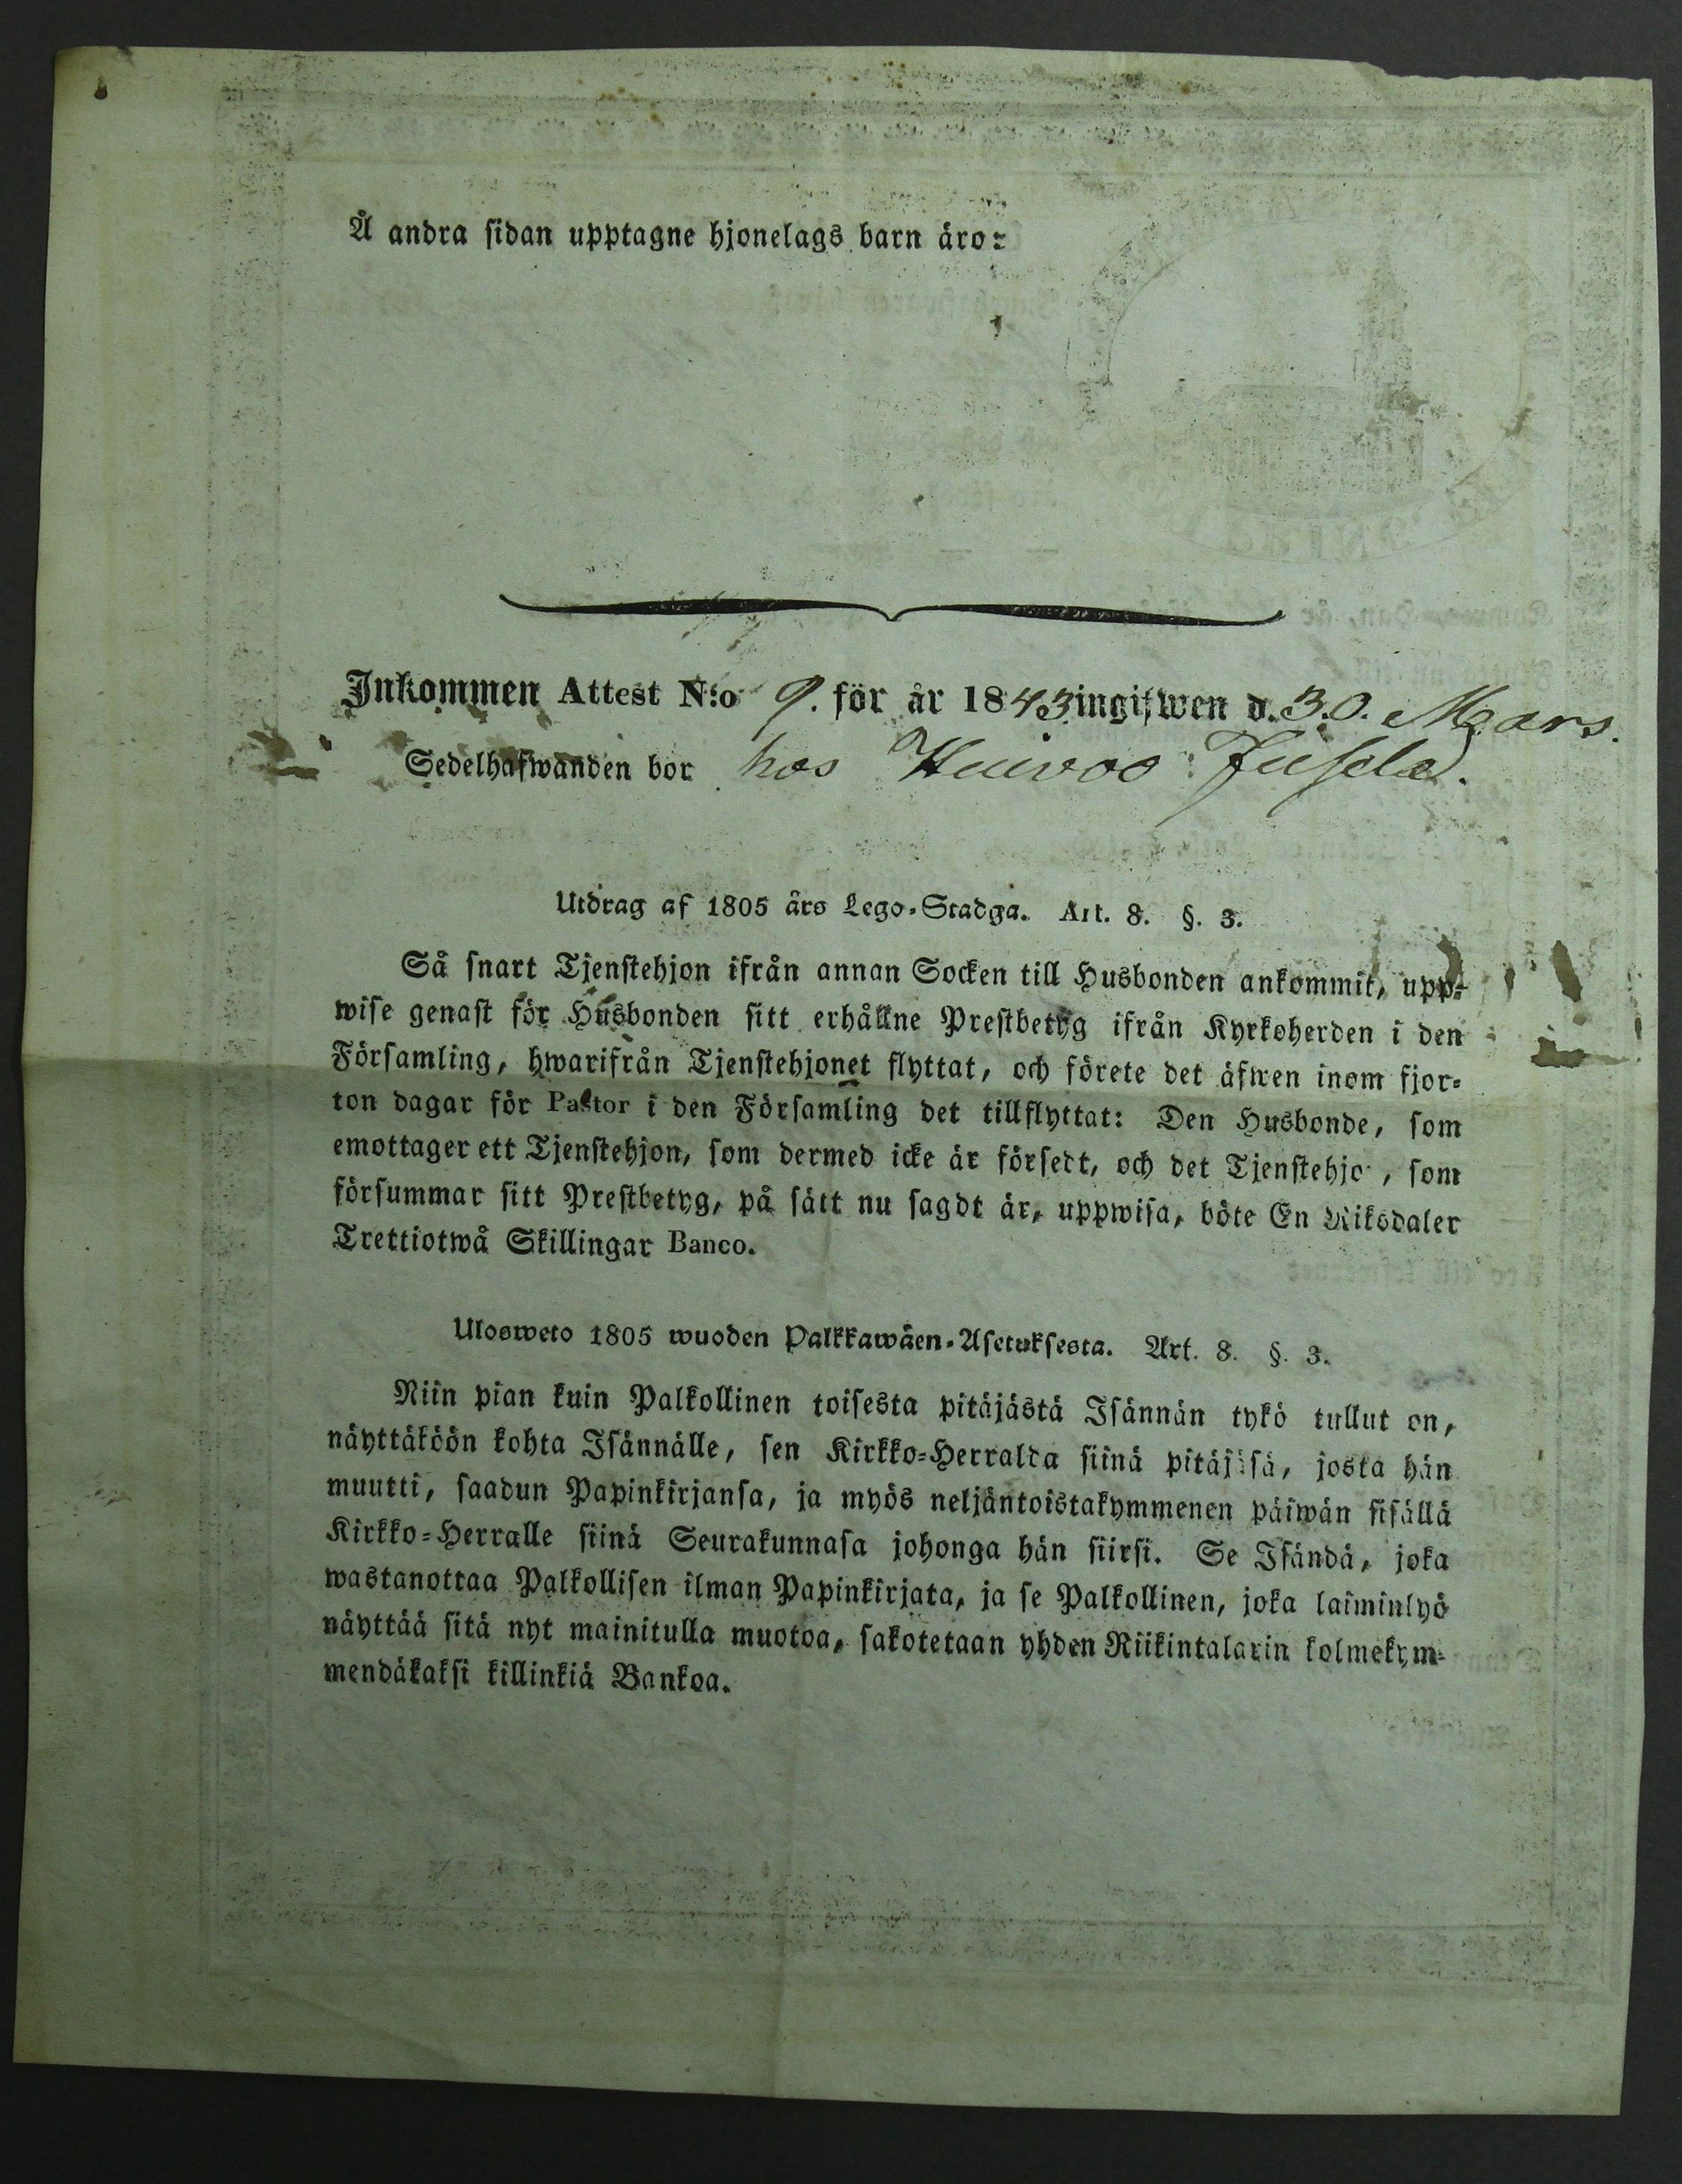 Å andra sidan upptagne hjonelags barn äro:
Inkommen Attest N:o 9. för år 1843 ingifwen d. 30. Mars.
Sedelhafwanden bor hos
Utdrag af 1805 års Lego-Stadga. Art. 8. §. 3.
Så snart Tjenstehjon ifrån annan Socken till Husbonden ankommit, upp-
wise genast för Husbonden sitt erhållne Prestbetyg ifrån Kyrkoherden i den
Församling, hwarifrån Tjenstehjonet flyttat, och förete det äfwen inom fjor-
ton dagar för Pastor i den Församling det tillflyttat: Den Husbonde, som
emottager ett Tjenstehjon, som dermed icke är försedt, och det Tjenstehjo , som
försummar sitt Prestbetyg, på sätt nu sagdt är, uppwisa, böte En Riksdaler
Trettiotwå Skillingar Banco.
Ulosweto 1805 wuoden Palkkawäen-Asetuksesta. Art. 8. §. 3.
Niin pian kuin Palkollinen toisesta pitäjästä Isännän tykö tullut on,
näyttäköön kohta Isännälle, sen Kirkko-Herralda siinä pitäjäsä, josta hän
muutti, saadun Papinkirjansa, ja myös neljäntoistakymmenen päiwän sisällä
Kirkko-Herralle siinä Seurakunnasa johonga hän siirsi. Se Isändä, joka
wastanottaa Palkollisen ilman Papinkirjata, ja se Palkollinen, joka laiminlyö
näyttää sitä nyt mainitulla muotoa, sakotetaan yhden Riikintalarin kolmekym-
mendäkaksi killinkiä Bankoa.